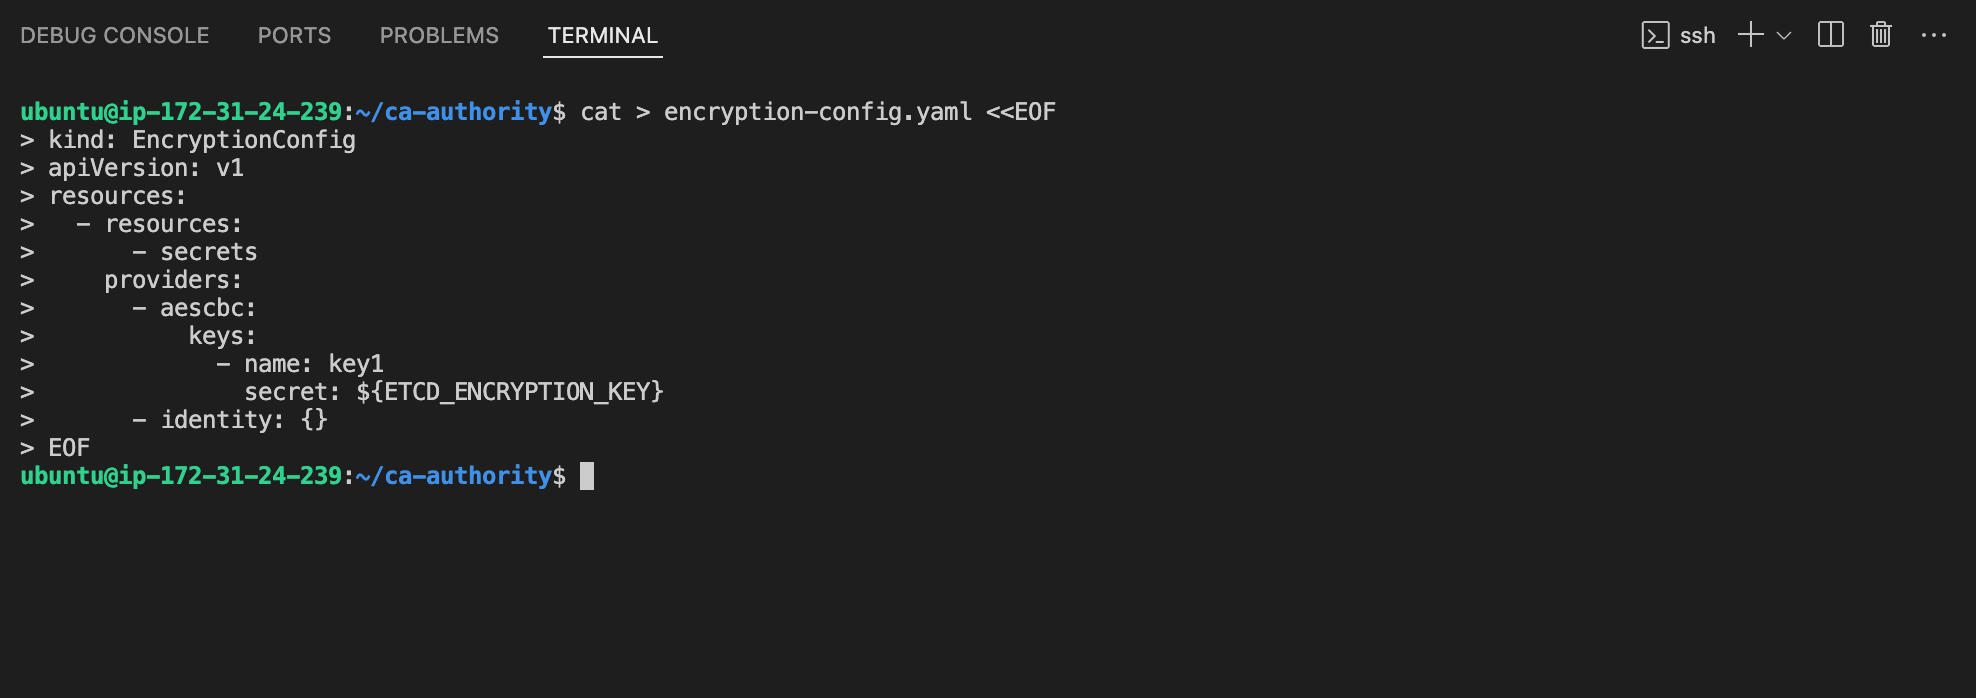 DEBUG CONSOLE PORTS PROBLEMS TERMINAL ssh
ubuntu@ip-172-31-24-239:~/ca-authority$ cat > encryption-config.yaml <<EOF
> kind: EncryptionConfig
> apiVersion: v1
> resources:
>   - resources:
>       - secrets
>     providers:
>       - aescbc:
>           keys:
>             - name: key1
>               secret: ${ETCD_ENCRYPTION_KEY}
>       - identity: {}
> EOF
ubuntu@ip-172-31-24-239:~/ca-authority$